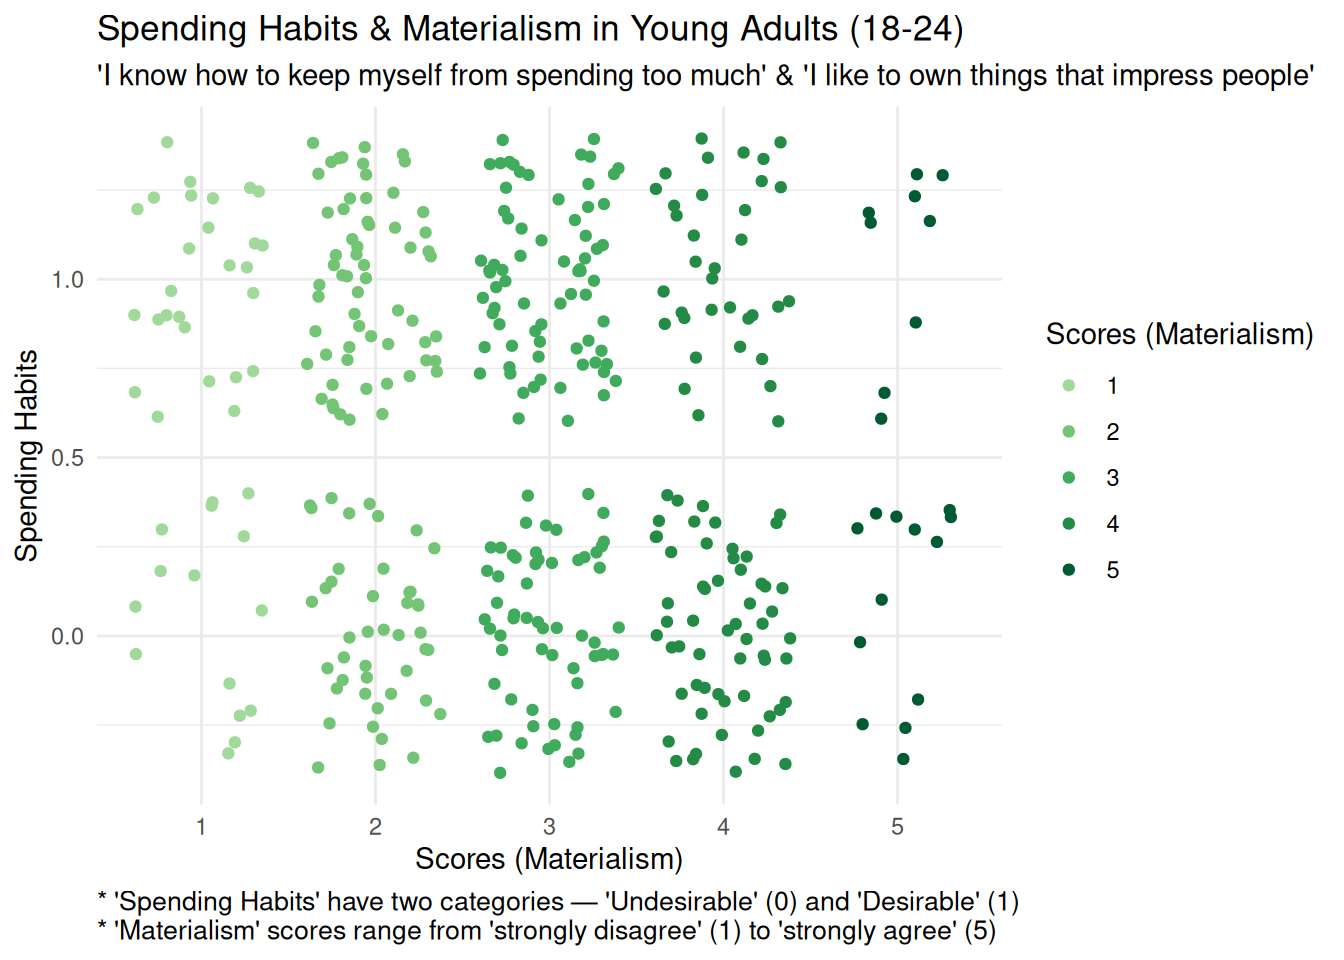 Spending Habits & Materialism in Young Adults (18-24)
'I know how to keep myself from spending too much' & 'I like to own things that impress people'
1.0
0.5
0.0
Spending Habits
1 2 3 4 5
Scores (Materialism)
Scores (Materialism)
1
2
3
4
5
* 'Spending Habits' have two categories — 'Undesirable' (0) and 'Desirable' (1)
* 'Materialism' scores range from 'strongly disagree' (1) to 'strongly agree' (5)